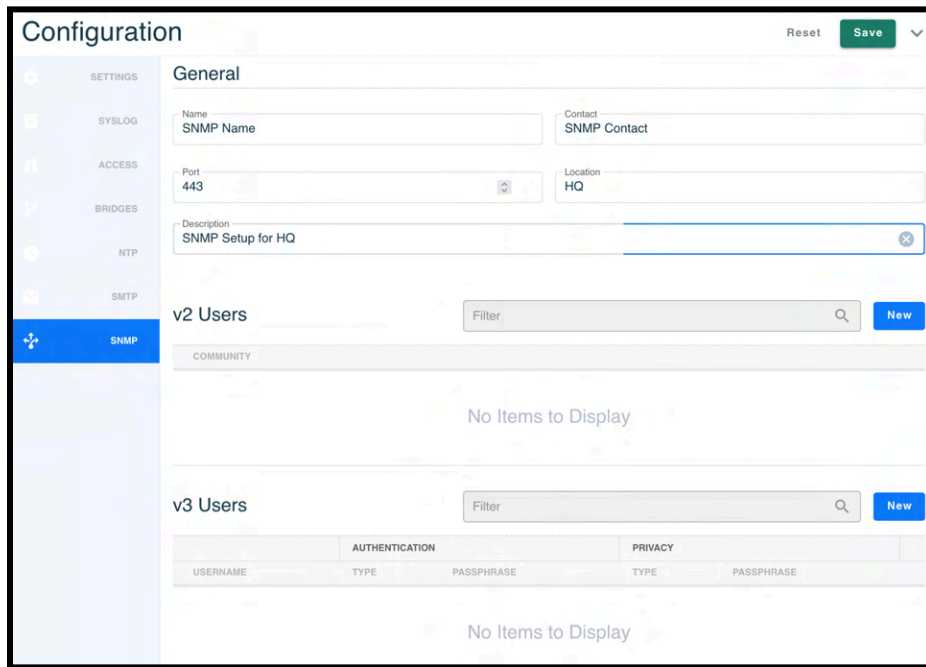 Configuration
Reset
Save
SETTINGS
SYSLOG
ACCESS
BRIDGES
NTP
SMTP
SNMP
General
Name
SNMP Name
Contact
SNMP Contact
Port
443
Location
HQ
Description
SNMP Setup for HQ
v2 Users
Filter
New
COMMUNITY
No Items to Display
v3 Users
Filter
New
AUTHENTICATION PRIVACY
USERNAME TYPE PASSPHRASE TYPE PASSPHRASE
No Items to Display